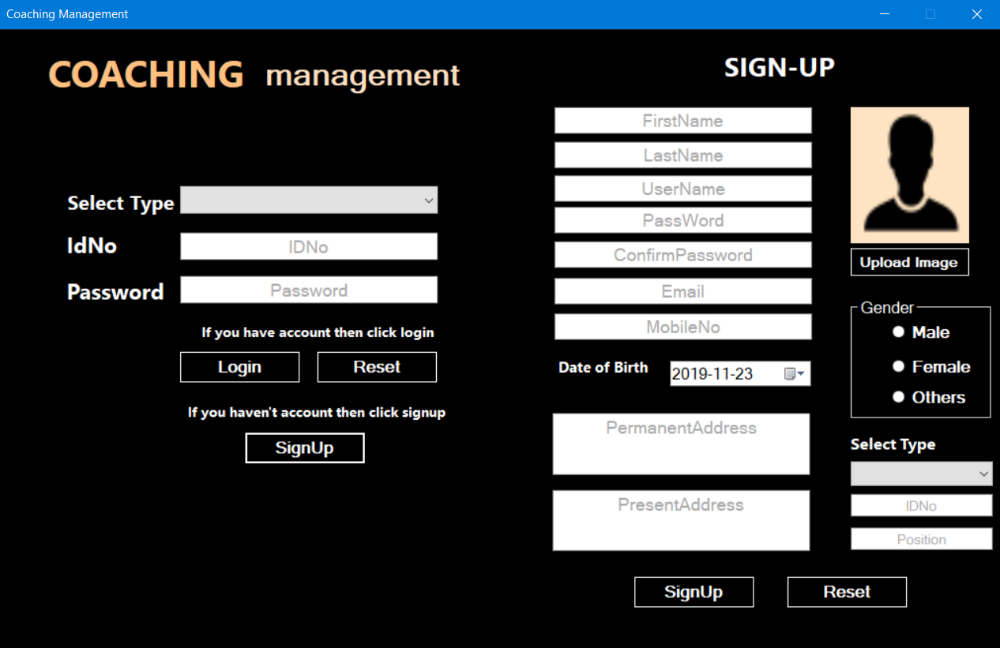 Coaching Management
COACHING management
Select Type
IdNo
IDNo
Password
Password
If you have account then click login
Login
Reset
If you haven't account then click signup
SignUp
SIGN-UP
FirstName
LastName
UserName
PassWord
ConfirmPassword
Email
MobileNo
Date of Birth
2019-11-23
PermanentAddress
PresentAddress
Upload Image
Gender
Male
Female
Others
Select Type
IDNo
Position
SignUp
Reset